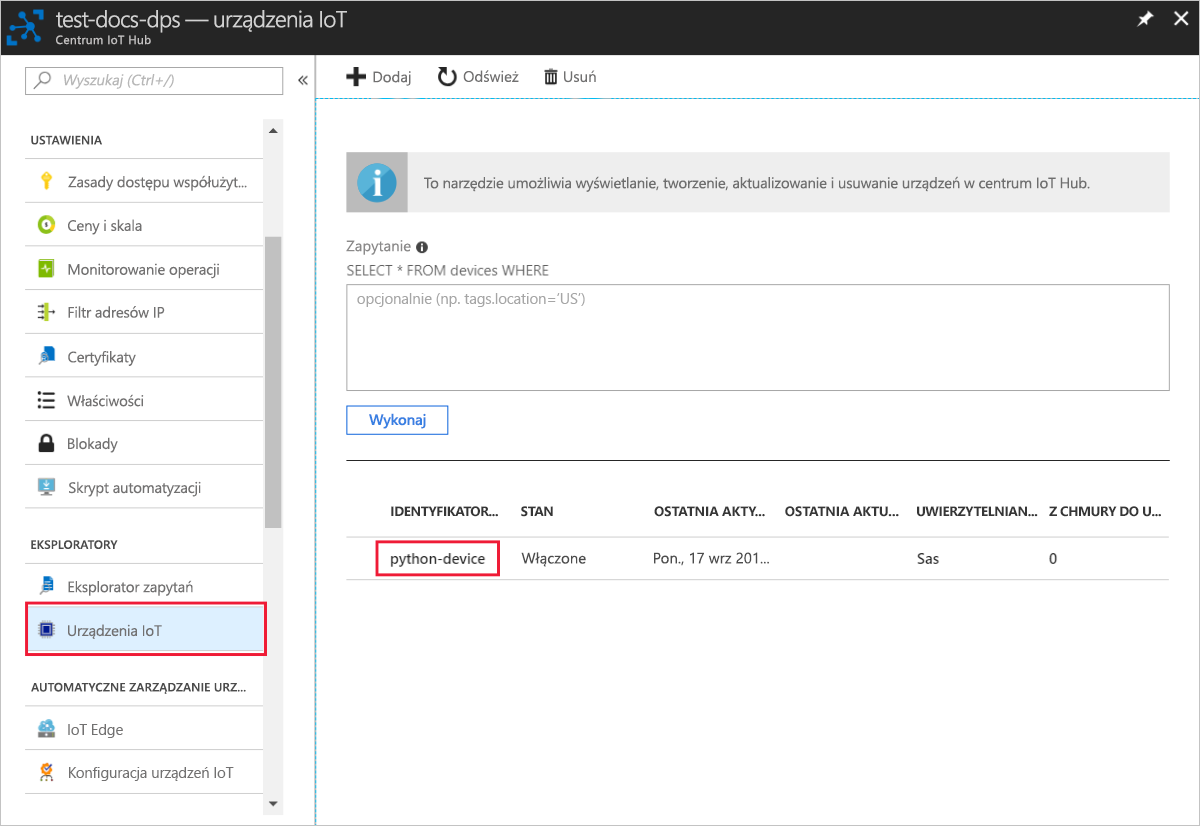 test-docs-dps — urządzenia IoT
Centrum IoT Hub
Wyszukaj (Ctrl+/)
«
USTAWIENIA
Zasady dostępu współużyt...
Ceny i skala
Monitorowanie operacji
Filtr adresów IP
Certyfikaty
Właściwości
Blokady
Skrypt automatyzacji
EKSPLORATORY
Eksplorator zapytań
Urządzenia IoT
AUTOMATYCZNE ZARZĄDZANIE URZ...
IoT Edge
Konfiguracja urządzeń IoT
Dodaj Odśwież Usuń
To narzędzie umożliwia wyświetlanie, tworzenie, aktualizowanie i usuwanie urządzeń w centrum IoT Hub.
Zapytanie
SELECT * FROM devices WHERE
opcjonalnie (np. tags.location='US')
Wykonaj
IDENTYFIKATOR... STAN OSTATNIA AKTY... OSTATNIA AKTU... UWIERZYTELNIAN... Z CHMURY DO U...
python-device Włączone Pon., 17 wrz 201... Sas 0